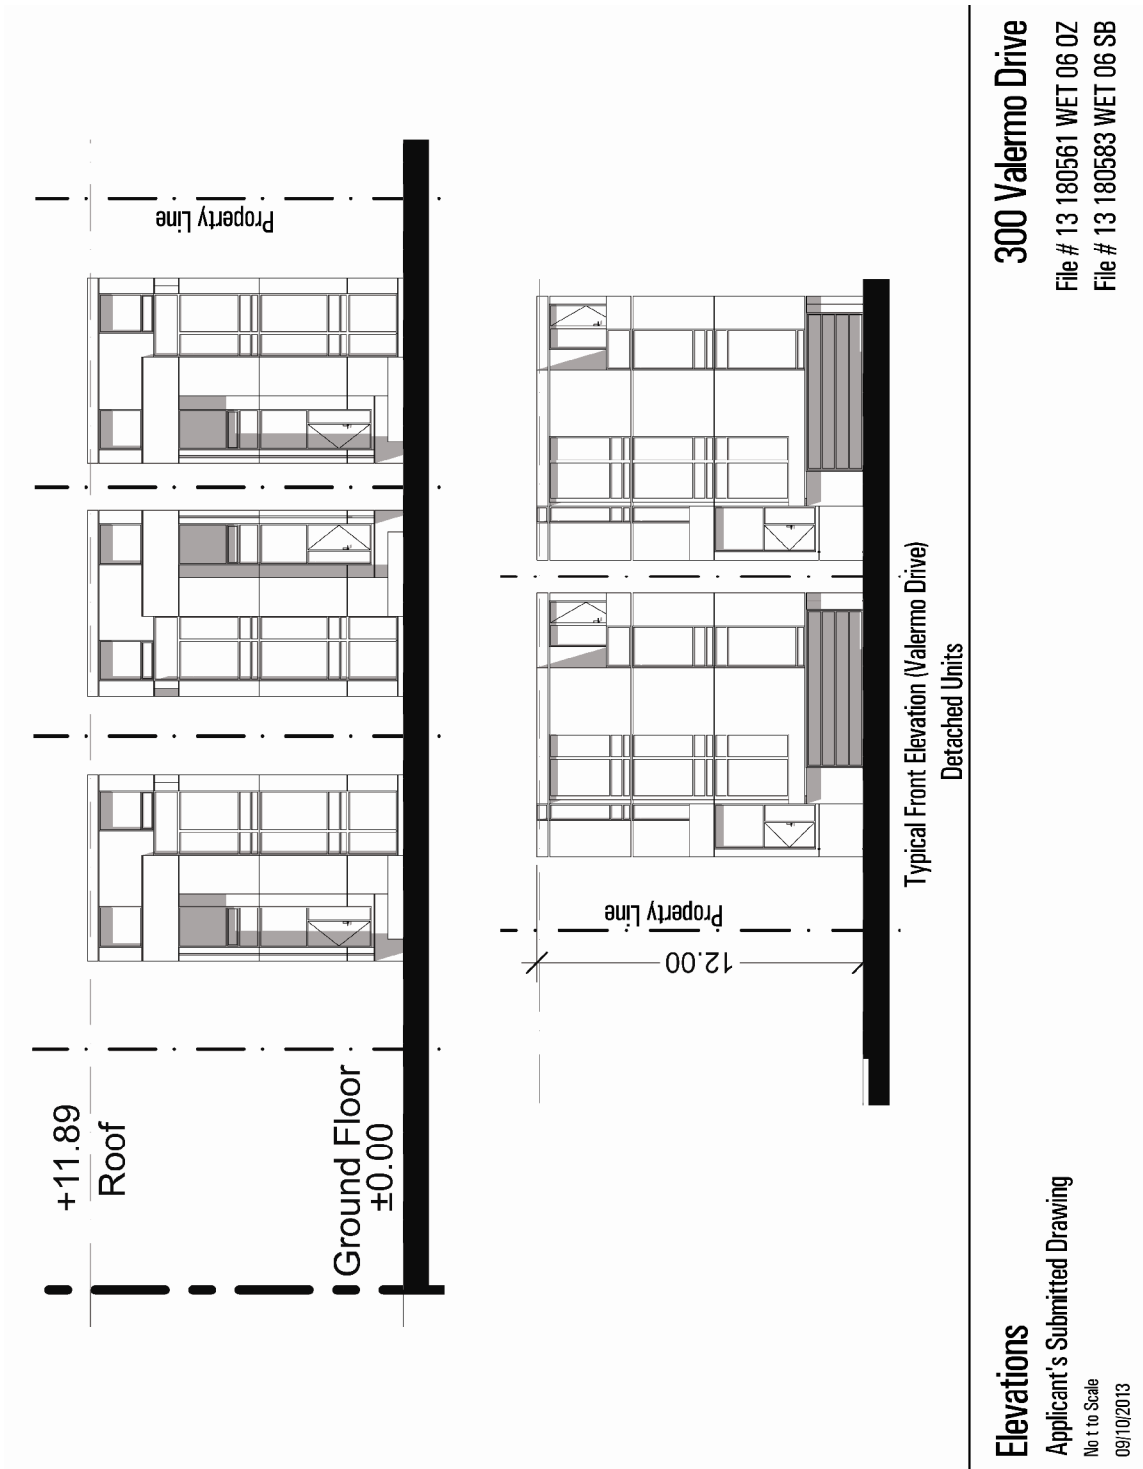 +11.89
Roof
Ground Floor
±0.00
Property Line
Property Line
12.00
Typical Front Elevation (Valermo Drive)
Detached Units
Elevations
Applicant's Submitted Drawing
No t to Scale
09/10/2013
300 Valermo Drive
File # 13 180561 WET 06 OZ
File # 13 180583 WET 06 SB